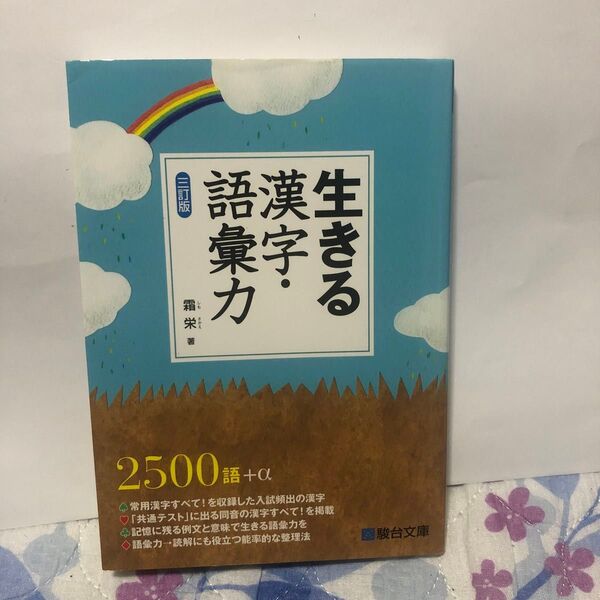 生きる
漢字・
語彙力
三訂版
霜 栄 著
しも さかえ
2500語+α
♣常用漢字すべて!を収録した入試頻出の漢字
♥「共通テスト」に出る同音の漢字すべて!を掲載
♣記憶に残る例文と意味で生きる語彙力を
♦語彙力→読解にも役立つ能率的な整理法
駿台文庫